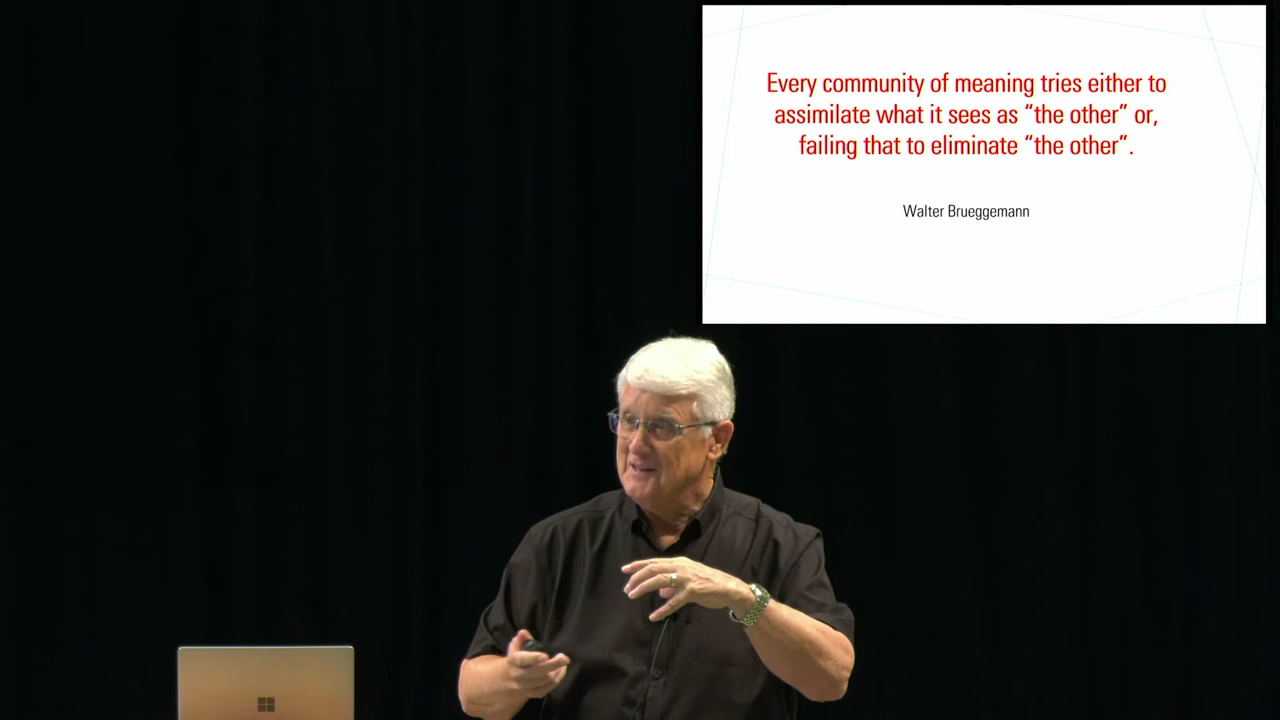 Every community of meaning tries either to
assimilate what it sees as “the other” or,
failing that to eliminate “the other”.
Walter Brueggemann